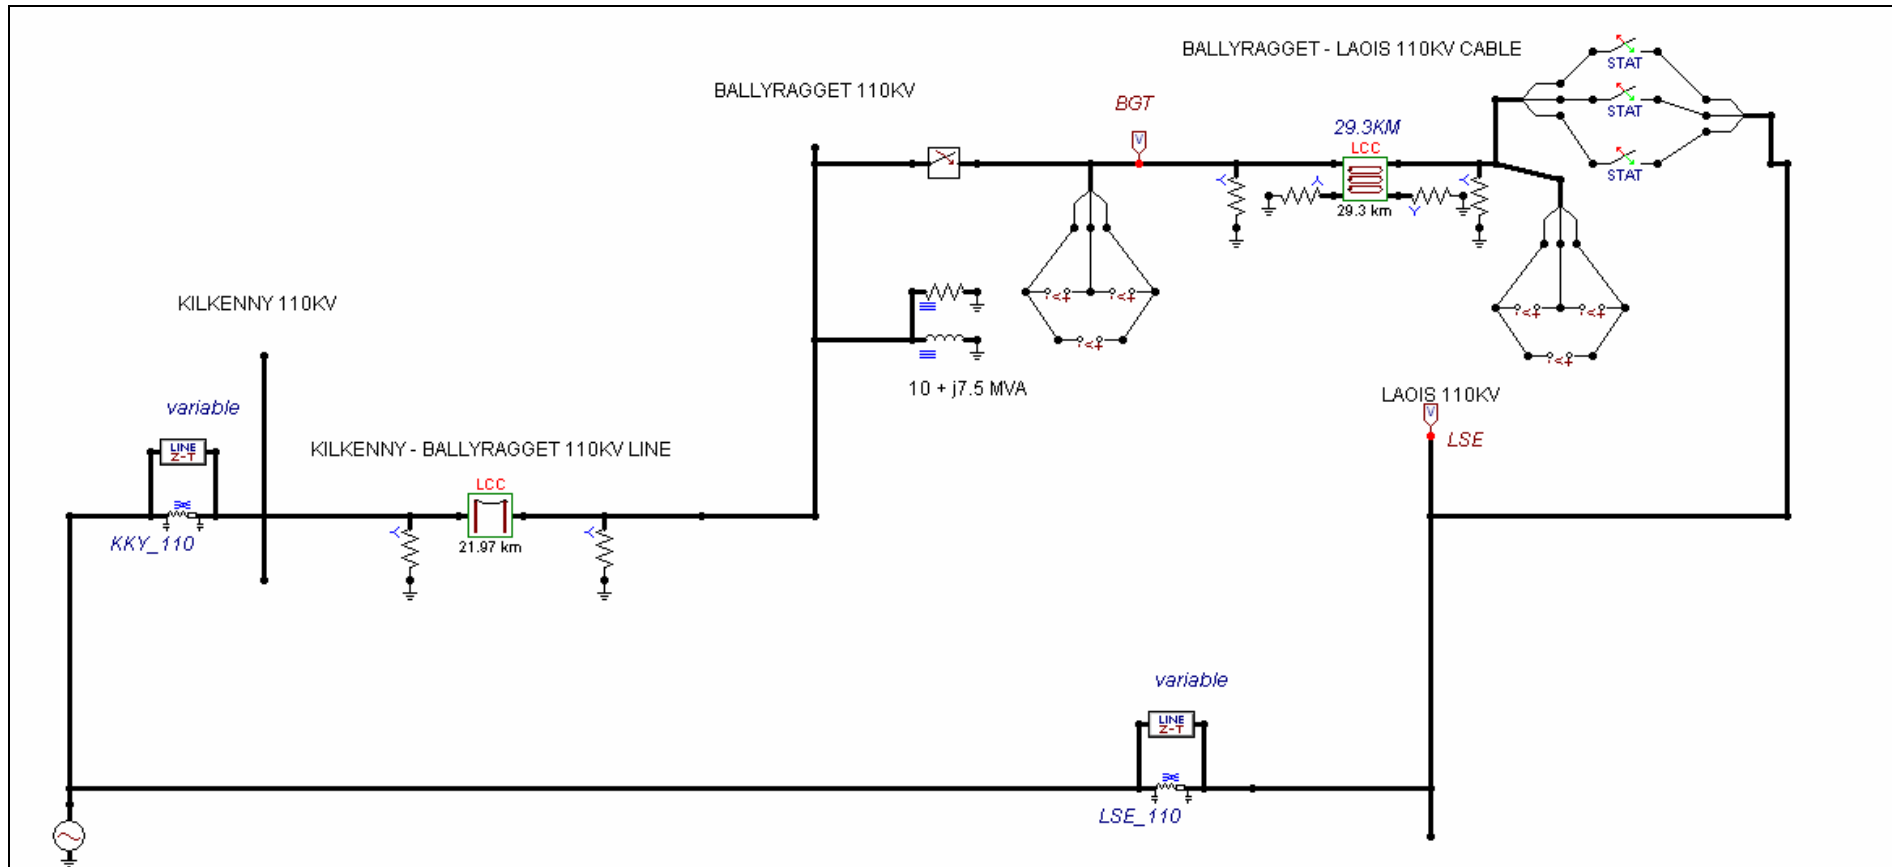 BALLYRAGGET - LAOIS 110KV CABLE
STAT
BALLYRAGGET 110KV
BGT
V
29.3KM
LCC
STAT
STAT
29.3 km
KILKENNY 110KV
10 + j7.5 MVA
LAOIS 110KV
V
LSE
variable
LINE
Z-T
KILKENNY - BALLYRAGGET 110KV LINE
LCC
KKY_110
21.97 km
variable
LINE
Z-T
LSE_110